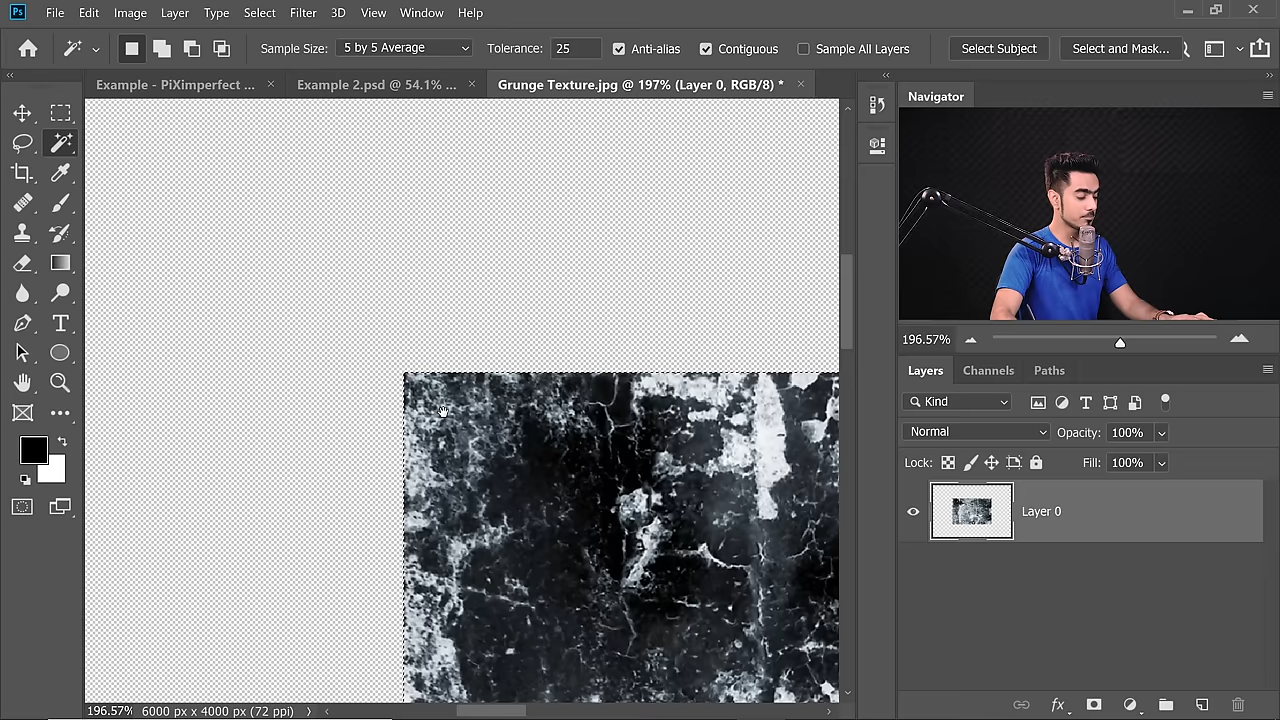 Ps File Edit Image Layer Type Select Filter 3D View Window Help
Sample Size: 5 by 5 Average Tolerance: 25 Anti-alias Contiguous Sample All Layers Select Subject Select and Mask...
Example - PiXimperfect ... × Example 2.psd @ 54.1% ... × Grunge Texture.jpg @ 197% (Layer 0, RGB/8) * ×
Navigator
196.57%
Layers Channels Paths
Kind
Normal Opacity: 100%
Lock: Fill: 100%
Layer 0
fx
196.57% 6000 px x 4000 px (72 ppi)